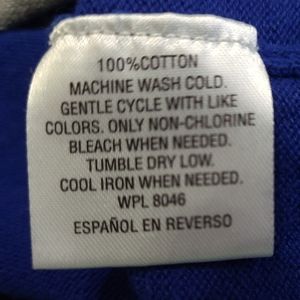 100%COTTON
MACHINE WASH COLD.
GENTLE CYCLE WITH LIKE
COLORS. ONLY NON-CHLORINE
BLEACH WHEN NEEDED.
TUMBLE DRY LOW.
COOL IRON WHEN NEEDED.
WPL 8046
ESPAÑOL EN REVERSO